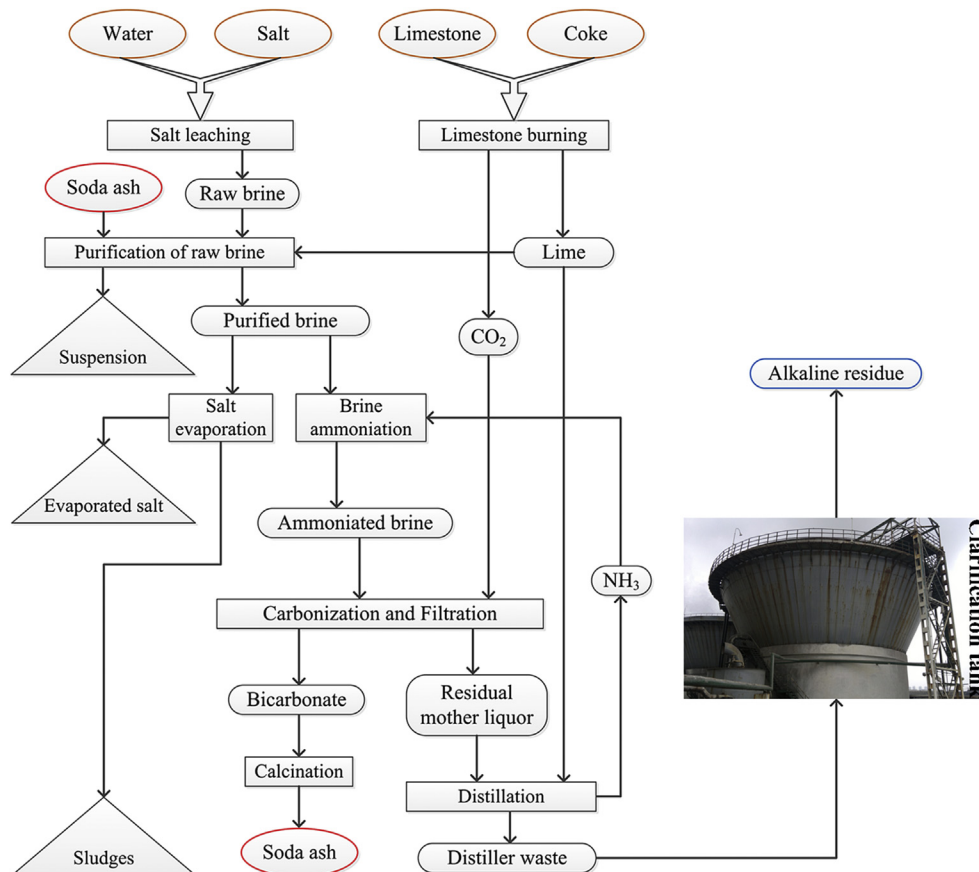 Water
Salt
Limestone
Coke
Salt leaching
Limestone burning
Soda ash
Raw brine
Purification of raw brine
Lime
Purified brine
CO₂
Suspension
Alkaline residue
Salt
evaporation
Brine
ammoniation
Evaporated salt
Ammoniated brine
NH₃
Carbonization and Filtration
Bicarbonate
Residual
mother liquor
Calcination
Distillation
Sludges
Soda ash
Distiller waste